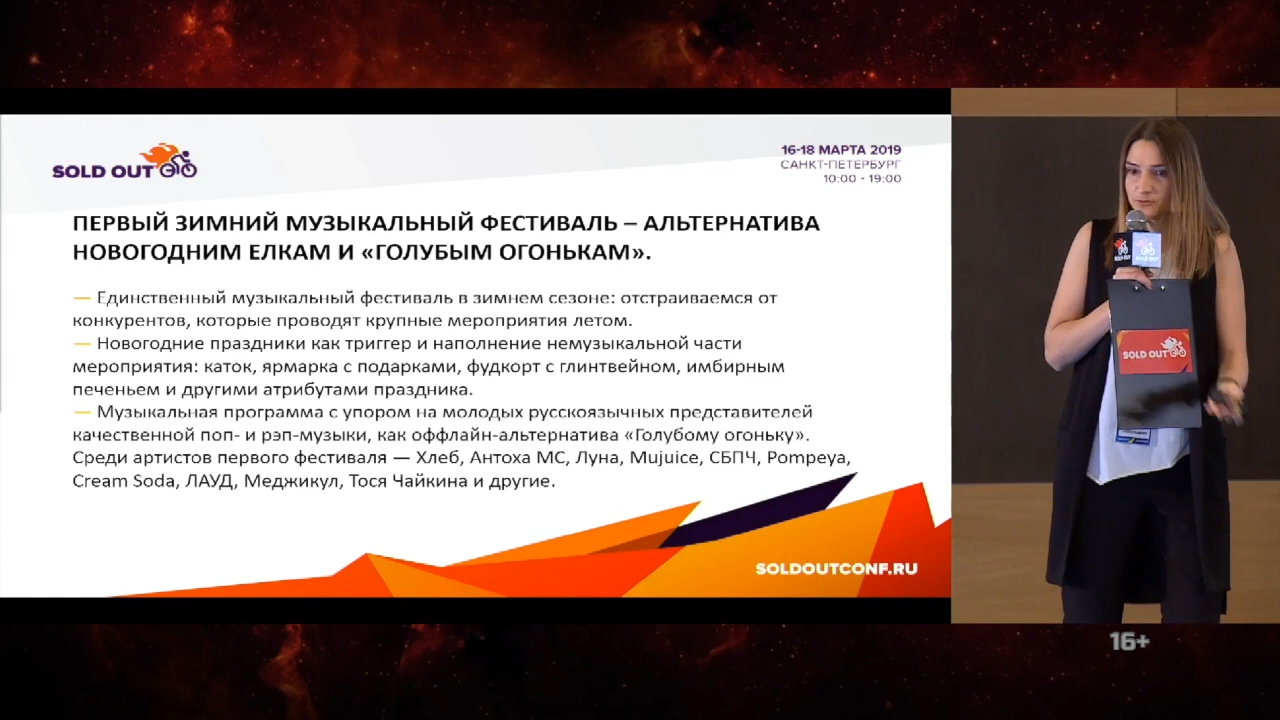 SOLD OUT
16-18 МАРТА 2019
САНКТ-ПЕТЕРБУРГ
10:00 - 19:00
ПЕРВЫЙ ЗИМНИЙ МУЗЫКАЛЬНЫЙ ФЕСТИВАЛЬ – АЛЬТЕРНАТИВА
НОВОГОДНИМ ЕЛКАМ И «ГОЛУБЫМ ОГОНЬКАМ».
— Единственный музыкальный фестиваль в зимнем сезоне: отстраиваемся от
конкурентов, которые проводят крупные мероприятия летом.
— Новогодние праздники как триггер и наполнение немузыкальной части
мероприятия: каток, ярмарка с подарками, фудкорт с глинтвейном, имбирным
печеньем и другими атрибутами праздника.
— Музыкальная программа с упором на молодых русскоязычных представителей
качественной поп- и рэп-музыки, как оффлайн-альтернатива «Голубому огоньку».
Среди артистов первого фестиваля — Хлеб, Антоха МС, Луна, Mujuice, СБПЧ, Pompeya,
Cream Soda, ЛАУД, Меджикул, Тося Чайкина и другие.
SOLDOUTCONF.RU
SOLD OUT
SOLD OUT
SOLD OUT
16+